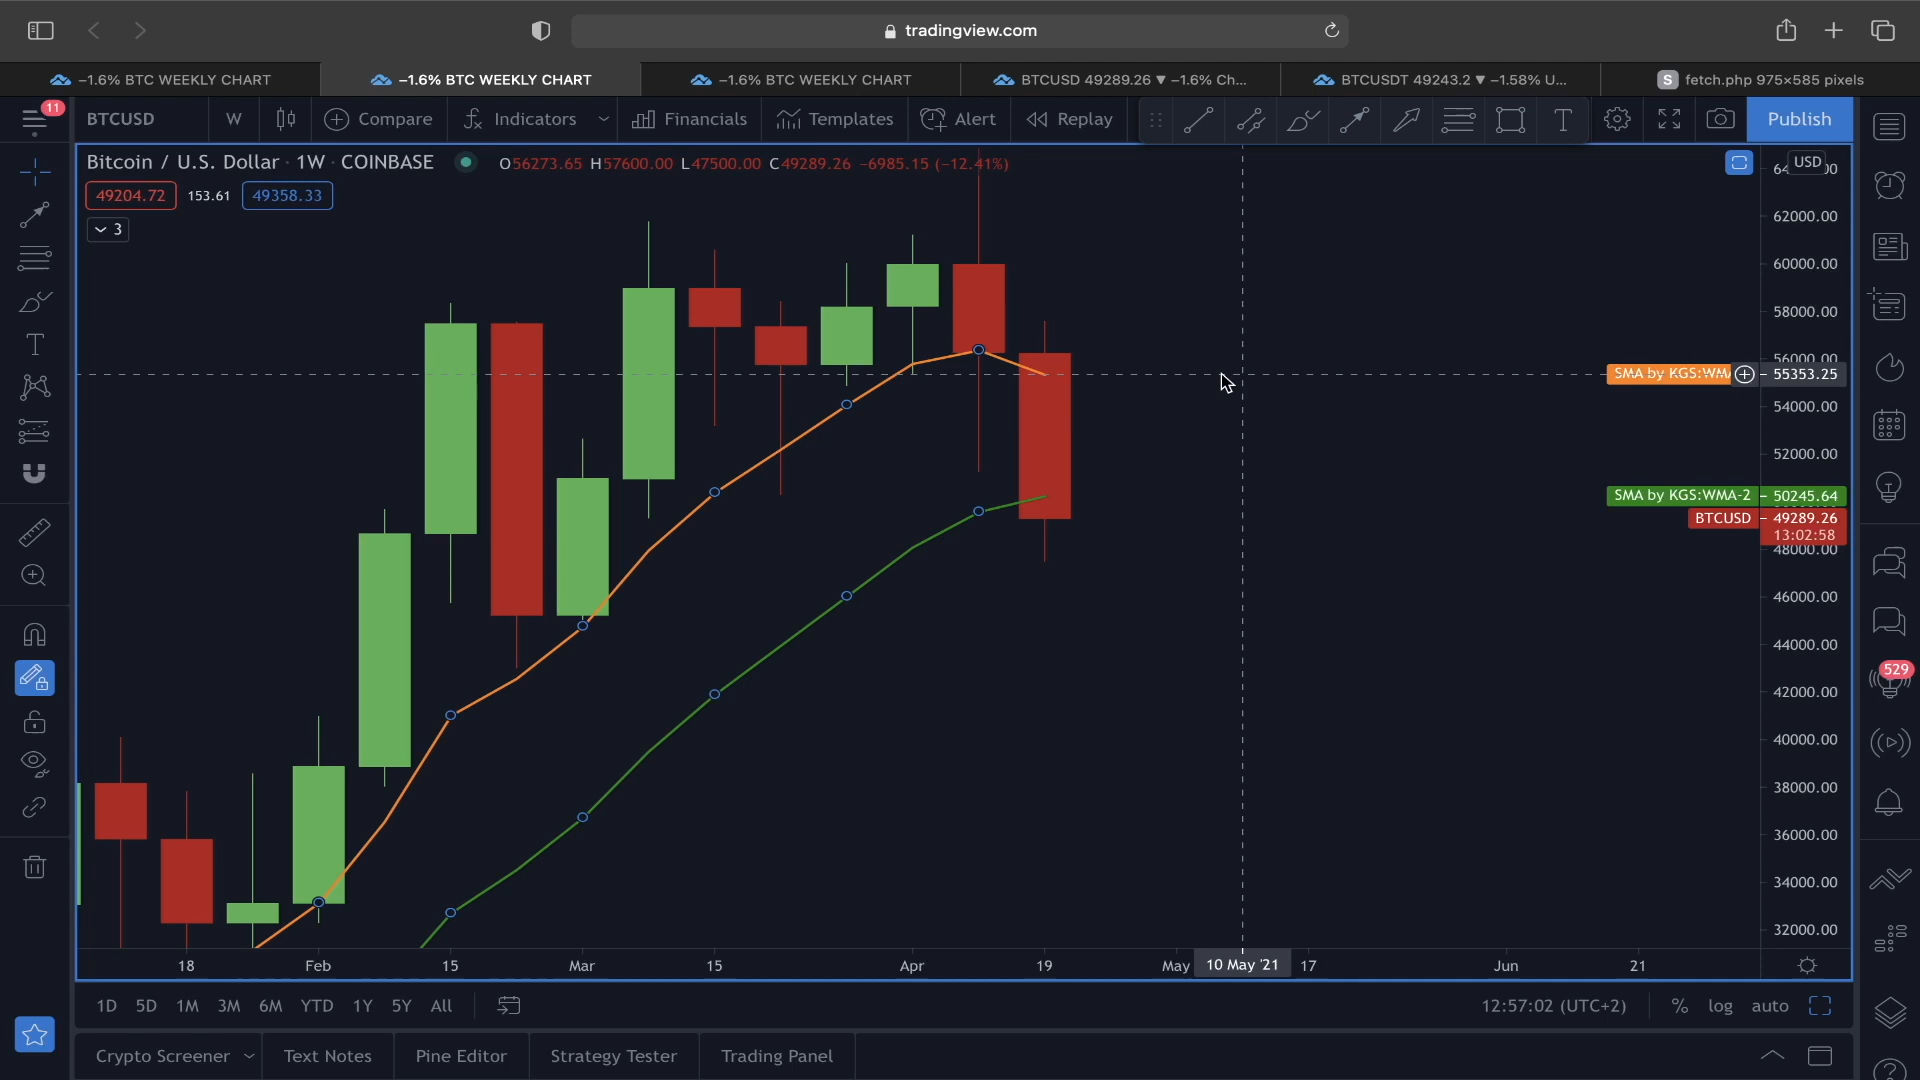 tradingview.com
−1.6% BTC WEEKLY CHART
−1.6% BTC WEEKLY CHART
−1.6% BTC WEEKLY CHART
BTCUSD 49289.26 ▼ −1.6% Ch...
BTCUSDT 49243.2 ▼ −1.58% U...
S fetch.php 975×585 pixels
11
BTCUSD
W
Compare
Indicators
Financials
Templates
Alert
Replay
T
Publish
Bitcoin / U.S. Dollar · 1W · COINBASE
O56273.65 H57600.00 L47500.00 C49289.26 −6985.15 (−12.41%)
49204.72
153.61
49358.33
3
USD
62000.00
60000.00
58000.00
56000.00
SMA by KGS:WMA
55353.25
54000.00
52000.00
SMA by KGS:WMA-2
50245.64
BTCUSD
49289.26
13:02:58
48000.00
46000.00
44000.00
42000.00
40000.00
38000.00
36000.00
34000.00
32000.00
529
18
Feb
15
Mar
15
Apr
19
May
10 May '21
17
Jun
21
1D
5D
1M
3M
6M
YTD
1Y
5Y
All
12:57:02 (UTC+2)
%
log
auto
Crypto Screener
Text Notes
Pine Editor
Strategy Tester
Trading Panel